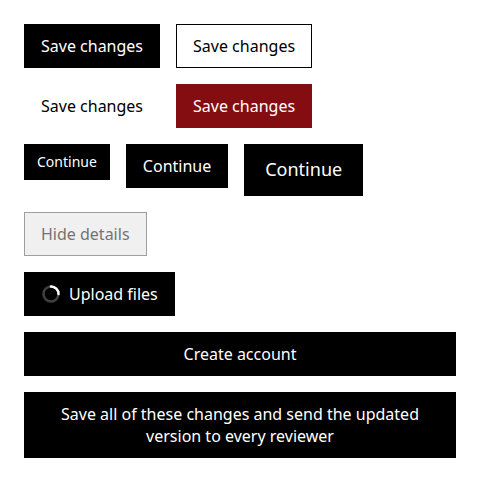 Save changes
Save changes
Save changes
Save changes
Continue
Continue
Continue
Hide details
Upload files
Create account
Save all of these changes and send the updated
version to every reviewer